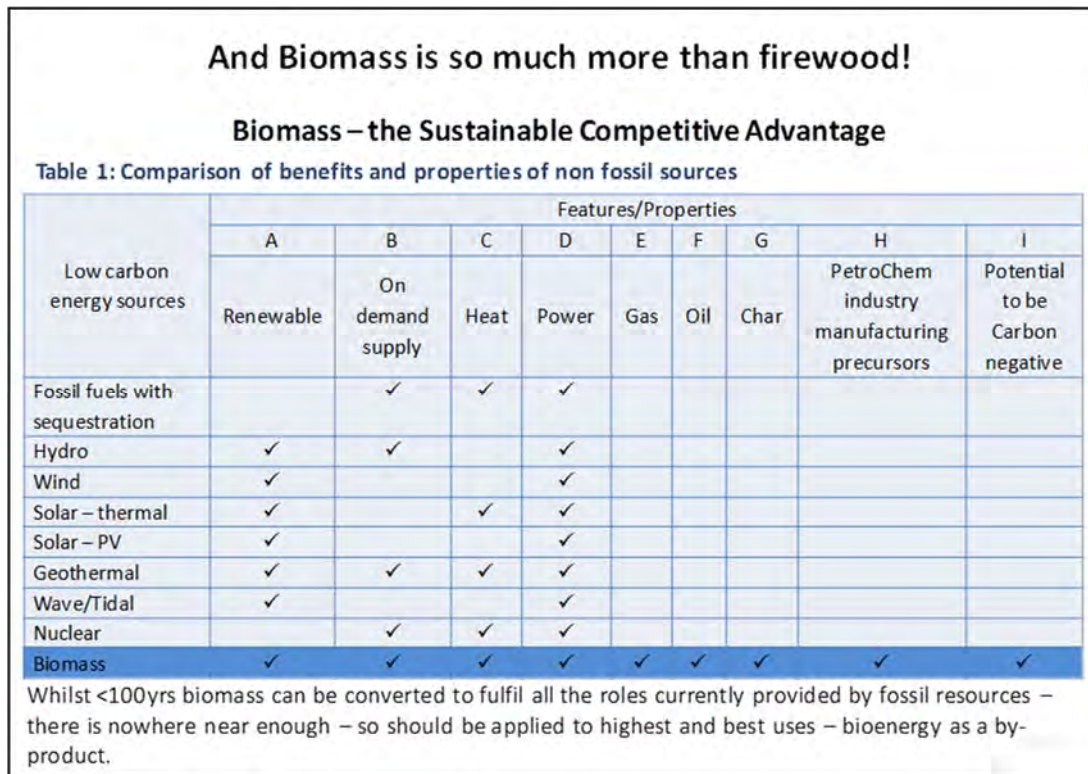 And Biomass is so much more than firewood!
Biomass – the Sustainable Competitive Advantage
Table 1: Comparison of benefits and properties of non fossil sources
Low carbon
energy sources
Features/Properties
A B C D E F G H I
Renewable
On
demand
supply
Heat
Power
Gas
Oil
Char
PetroChem
industry
manufacturing
precursors
Potential
to be
Carbon
negative
Fossil fuels with
sequestration ✓ ✓ ✓
Hydro ✓ ✓ ✓
Wind ✓ ✓
Solar – thermal ✓ ✓ ✓
Solar – PV ✓ ✓
Geothermal ✓ ✓ ✓ ✓
Wave/Tidal ✓ ✓
Nuclear ✓ ✓ ✓
Biomass ✓ ✓ ✓ ✓ ✓ ✓ ✓ ✓ ✓
Whilst <100yrs biomass can be converted to fulfil all the roles currently provided by fossil resources –
there is nowhere near enough – so should be applied to highest and best uses – bioenergy as a by-
product.